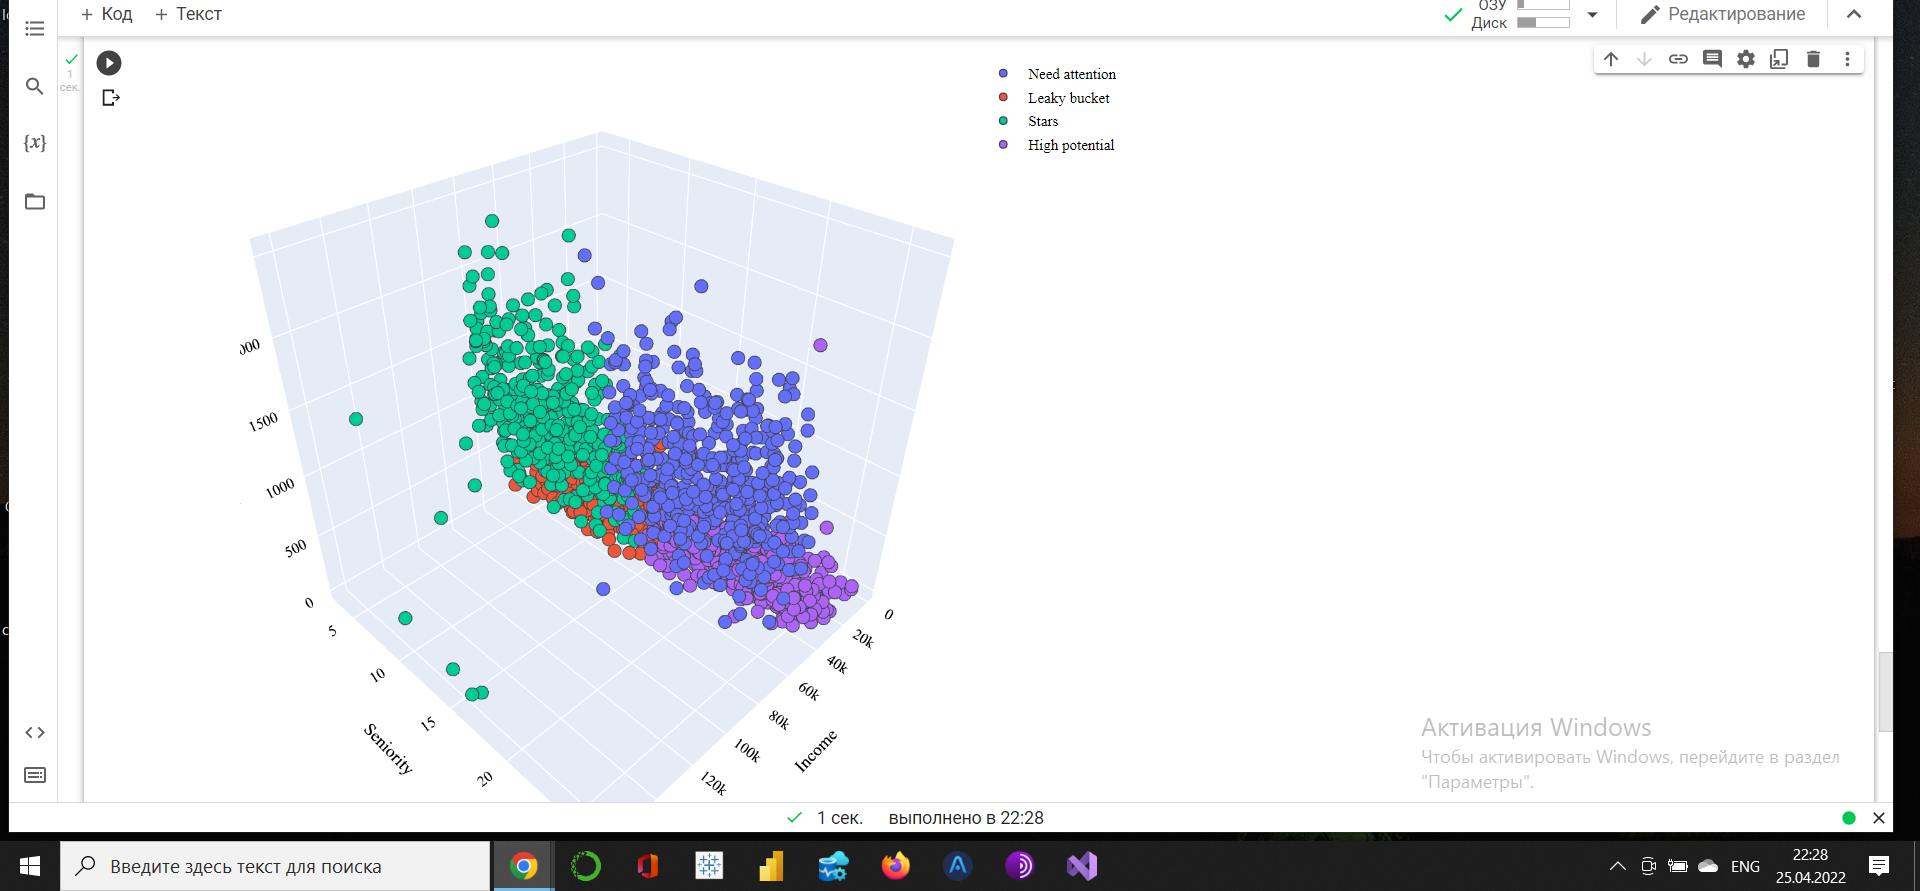 + Код + Текст
ОЗУ
Диск
Редактирование
1
сек.
{x}
Need attention
Leaky bucket
Stars
High potential
1500
1000
500
0
5
10
15
20
Seniority
0
20k
40k
60k
80k
100k
120k
Income
Активация Windows
Чтобы активировать Windows, перейдите в раздел
"Параметры".
1 сек. выполнено в 22:28
Введите здесь текст для поиска
ENG
22:28
25.04.2022